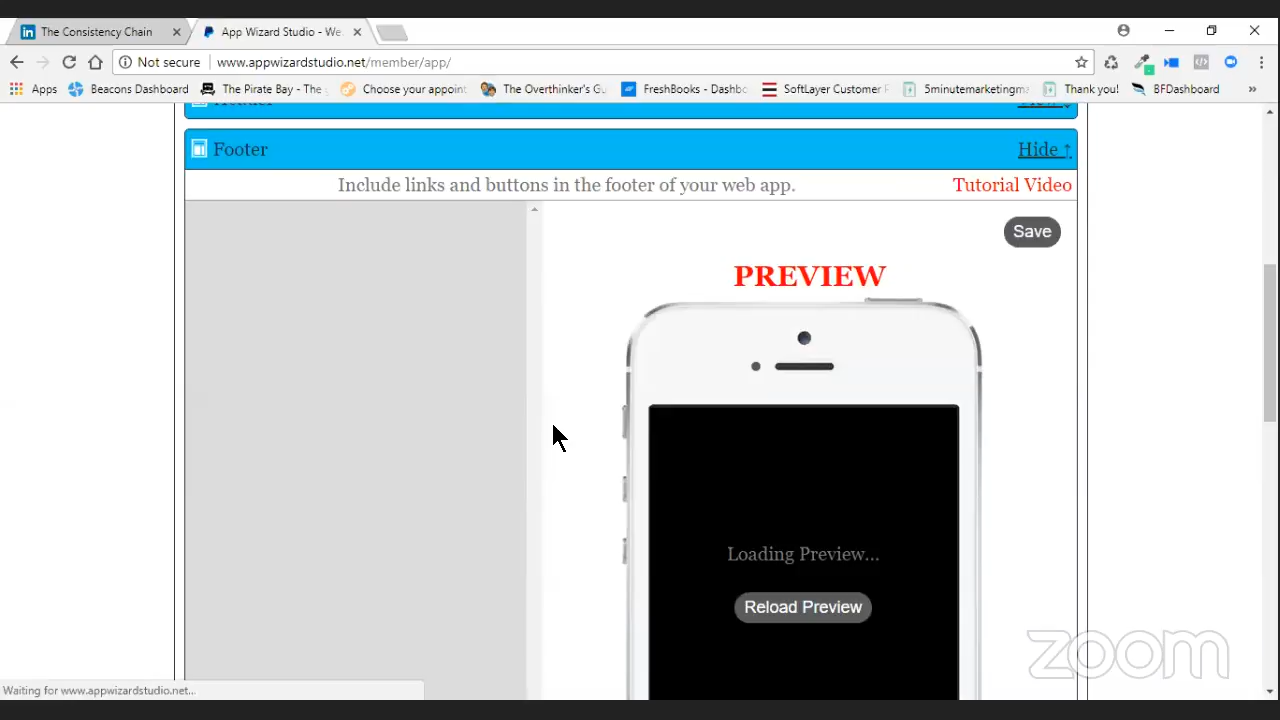 The Consistency Chain
App Wizard Studio - We
Not secure | www.appwizardstudio.net/member/app/
Apps Beacons Dashboard The Pirate Bay - The Choose your appoint The Overthinker's Gu FreshBooks - Dashbo SoftLayer Customer 5minutemarketingma Thank you! BFDashboard »
Header View ↓
Footer Hide ↑
Include links and buttons in the footer of your web app. Tutorial Video
Save
PREVIEW
Loading Preview...
Reload Preview
zoom
Waiting for www.appwizardstudio.net...